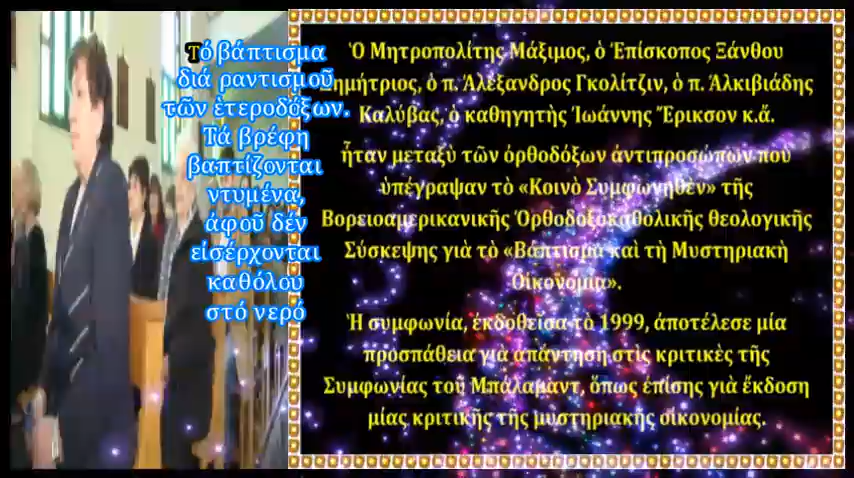 Τό βάπτισμα
διά ραντισμοῦ
τῶν ἑτεροδόξων.
Τά βρέφη
βαπτίζονται
ντυμένα,
ἀφοῦ δέν
εἰσέρχονται
καθόλου
στό νερό
Ὁ Μητροπολίτης Μάξιμος, ὁ Ἐπίσκοπος Ξάνθου
Δημήτριος, ὁ π. Ἀλέξανδρος Γκολίτζιν, ὁ π. Ἀλκιβιάδης
Καλύβας, ὁ καθηγητὴς Ἰωάννης Ἔρικσον κ.ἄ.
ἦταν μεταξὺ τῶν ὀρθοδόξων ἀντιπροσώπων ποὺ
ὑπέγραψαν τὸ «Κοινὸ Συμφωνηθὲν» τῆς
Βορειοαμερικανικῆς Ὀρθοδοξοκαθολικῆς θεολογικῆς
Σύσκεψης γιὰ τὸ «Βάπτισμα καὶ τὴ Μυστηριακὴ
Οἰκονομία».
Ἡ συμφωνία, ἐκδοθεῖσα τὸ 1999, ἀποτέλεσε μία
προσπάθεια γιὰ ἀπάντηση στὶς κριτικὲς τῆς
Συμφωνίας τοῦ Μπάλαμαντ, ὅπως ἐπίσης γιὰ ἔκδοση
μίας κριτικῆς τῆς μυστηριακῆς οἰκονομίας.